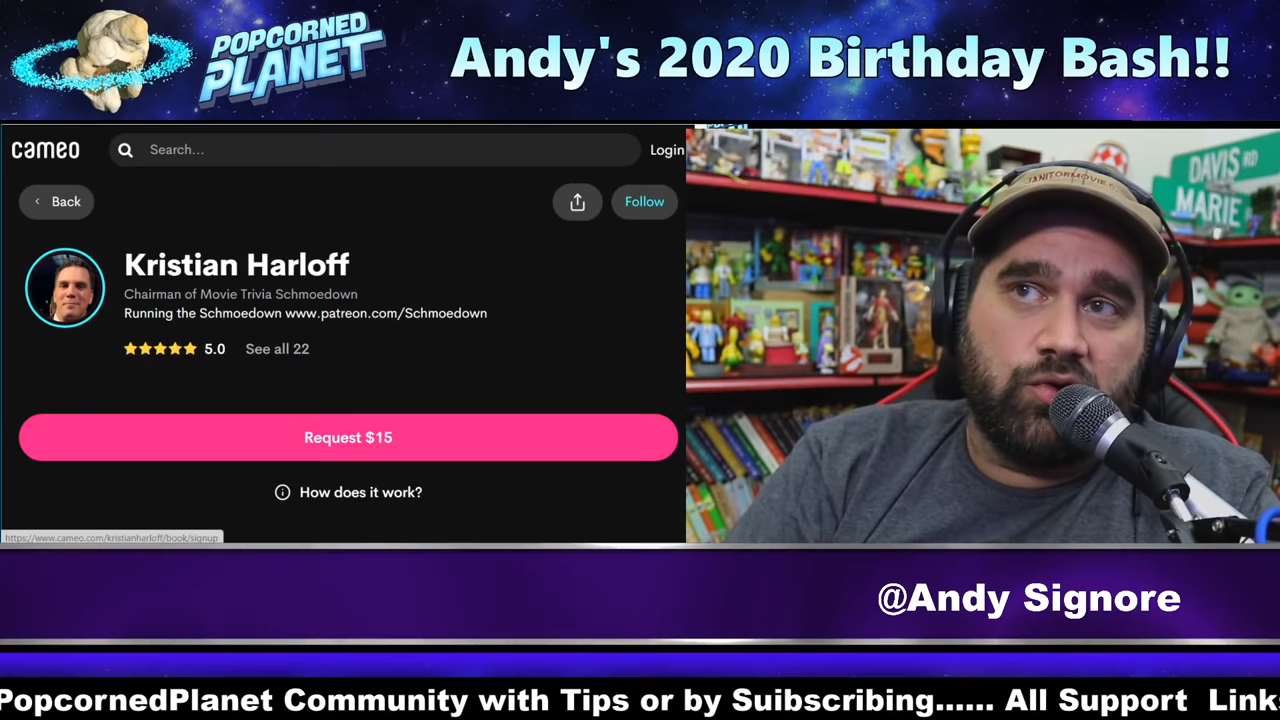 POPCORNED
PLANET
Andy's 2020 Birthday Bash!!
cameo
Search...
Login
Back
Follow
Kristian Harloff
Chairman of Movie Trivia Schmoedown
Running the Schmoedown www.patreon.com/Schmoedown
5.0 See all 22
Request $15
How does it work?
https://www.cameo.com/kristianharloff/book/signup
DAVIS RD
MARIE
JANITORMOVIE.C
@Andy Signore
PopcornedPlanet Community with Tips or by Suibscribing...... All Support Link